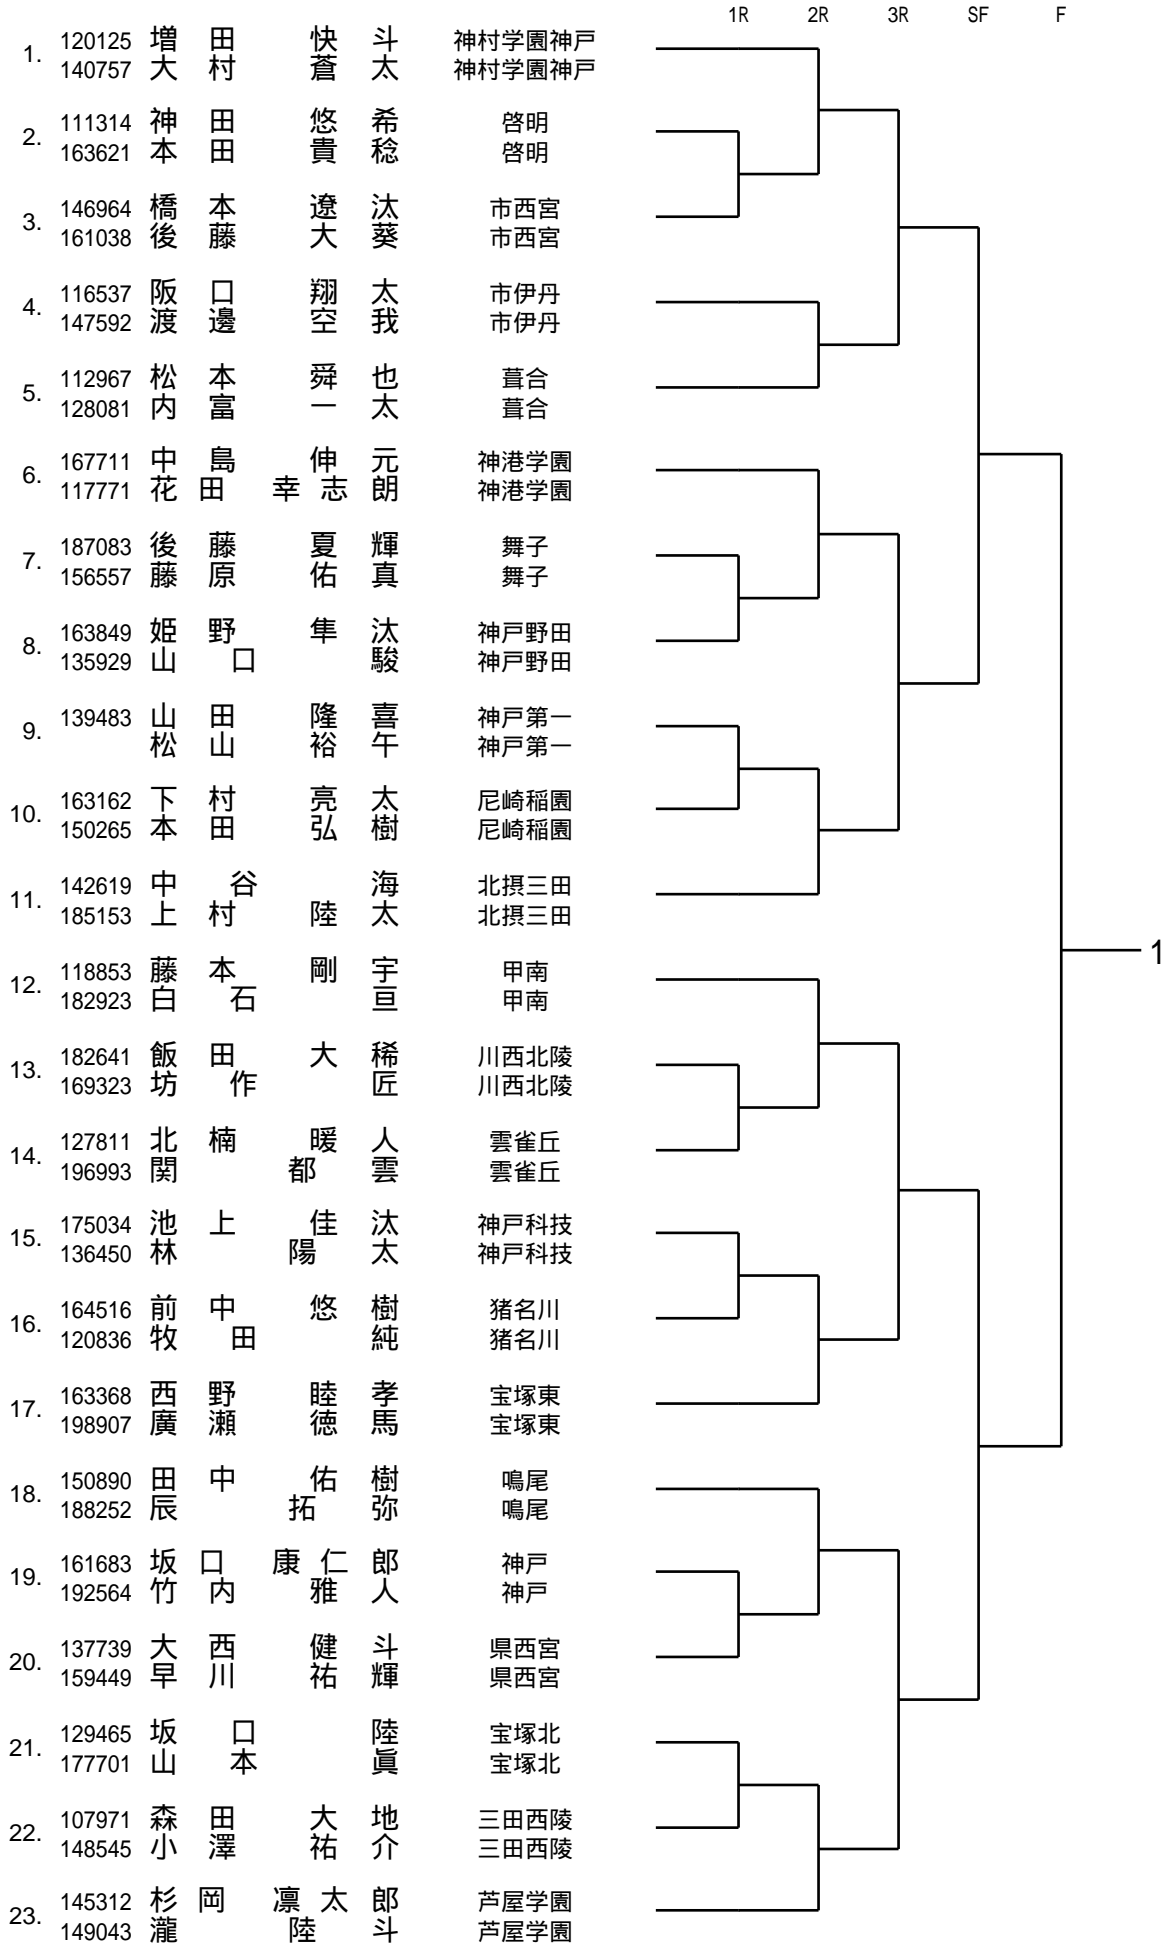 1R 2R 3R SF F
1. 120125 増田 快斗 神村学園神戸
140757 大村 蒼太 神村学園神戸
2. 111314 神田 悠希 啓明
163621 本田 貴稔 啓明
3. 146964 橋本 遼汰 市西宮
161038 後藤 大葵 市西宮
4. 116537 阪口 翔太 市伊丹
147592 渡邊 空我 市伊丹
5. 112967 松本 舜也 葺合
128081 内富 一太 葺合
6. 167711 中島 伸元 神港学園
117771 花田 幸志朗 神港学園
7. 187083 後藤 夏輝 舞子
156557 藤原 佑真 舞子
8. 163849 姫野 隼汰 神戸野田
135929 山口 駿 神戸野田
9. 139483 山田 隆喜 神戸第一
松山 裕午 神戸第一
10. 163162 下村 亮太 尼崎稲園
150265 本田 弘樹 尼崎稲園
11. 142619 中谷 海 北摂三田
185153 上村 陸太 北摂三田
12. 118853 藤本 剛宇 甲南
182923 白石 亘 甲南
13. 182641 飯田 大稀 川西北陵
169323 坊作 匠 川西北陵
14. 127811 北楠 暖人 雲雀丘
196993 関 都雲 雲雀丘
15. 175034 池上 佳汰 神戸科技
136450 林 陽太 神戸科技
16. 164516 前中 悠樹 猪名川
120836 牧田 純 猪名川
17. 163368 西野 睦孝 宝塚東
198907 廣瀬 徳馬 宝塚東
18. 150890 田中 佑樹 鳴尾
188252 辰 拓弥 鳴尾
19. 161683 坂口 康仁郎 神戸
192564 竹内 雅人 神戸
20. 137739 大西 健斗 県西宮
159449 早川 祐輝 県西宮
21. 129465 坂口 陸 宝塚北
177701 山本 眞 宝塚北
22. 107971 森田 大地 三田西陵
148545 小澤 祐介 三田西陵
23. 145312 杉岡 凛太郎 芦屋学園
149043 瀧 陸斗 芦屋学園
1